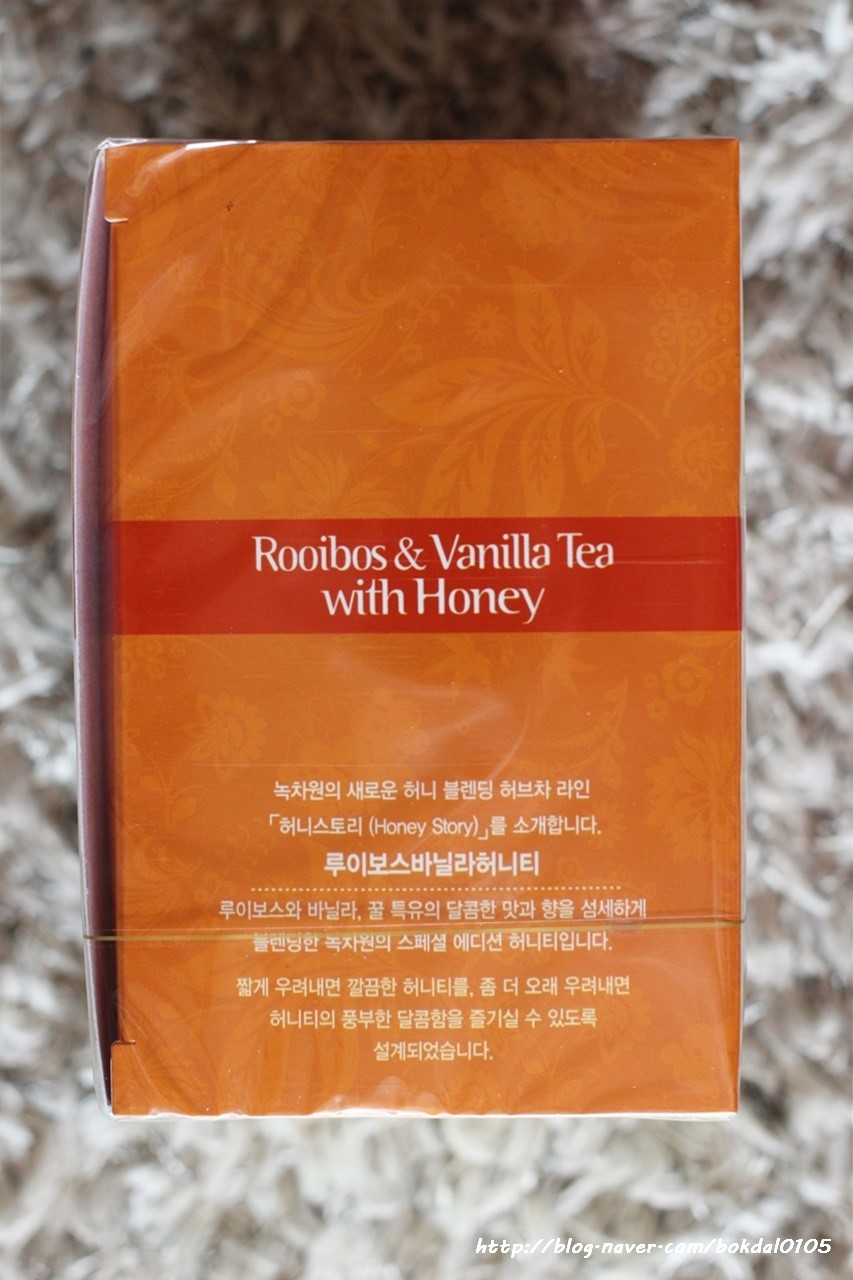 Rooibos & Vanilla Tea
with Honey
녹차원의 새로운 허니 블렌딩 허브차 라인
「허니스토리 (Honey Story)」를 소개합니다.
루이보스바닐라허니티
루이보스와 바닐라, 꿀 특유의 달콤한 맛과 향을 섬세하게
블렌딩한 녹차원의 스페셜 에디션 허니티입니다.
짧게 우려내면 깔끔한 허니티를, 좀 더 오래 우려내면
허니티의 풍부한 달콤함을 즐기실 수 있도록
설계되었습니다.
http://blog-naver-com/bokdal0105